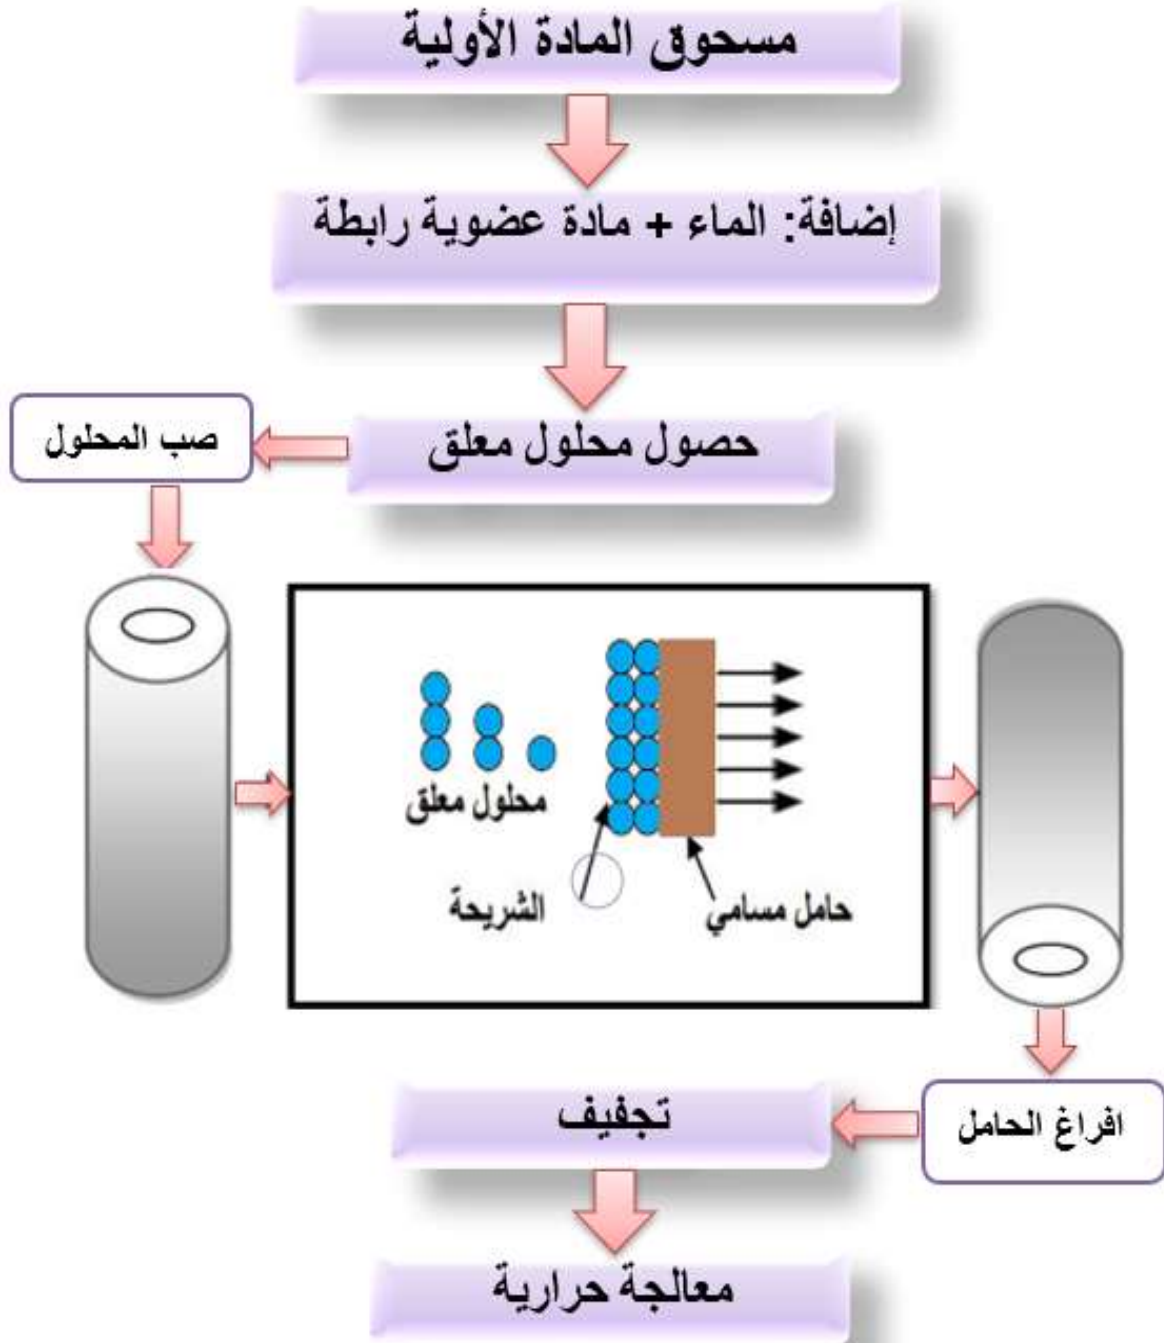 مسحوق المادة الأولية
إضافة: الماء + مادة عضوية رابطة
حصول محلول معلق
صب المحلول
محلول معلق
الشريحة
حامل مسامي
افراغ الحامل
تجفيف
معالجة حرارية